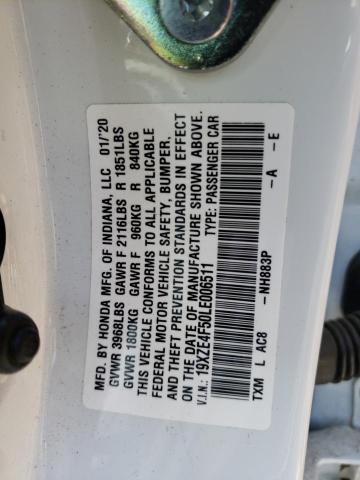 MFD. BY HONDA MFG. OF INDIANA, LLC 01/'20
GVWR 3968LBS GAWR F 2116LBS R 1851LBS
GVWR 1800KG GAWR F 960KG R 840KG
THIS VEHICLE CONFORMS TO ALL APPLICABLE
FEDERAL MOTOR VEHICLE SAFETY, BUMPER,
AND THEFT PREVENTION STANDARDS IN EFFECT
ON THE DATE OF MANUFACTURE SHOWN ABOVE.
V.I.N.: 19XZE4F50LE006511 TYPE: PASSENGER CAR
TXM L AC8 -NH883P -A -E